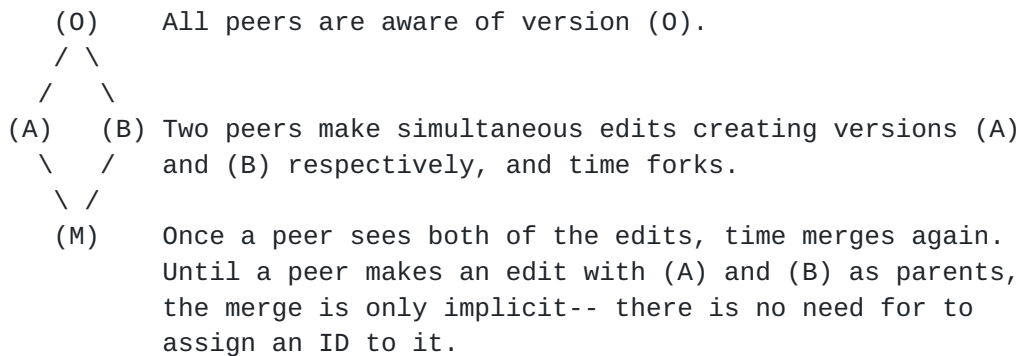 (O) All peers are aware of version (O).
/ \
/ \
(A) (B) Two peers make simultaneous edits creating versions (A)
\ / and (B) respectively, and time forks.
\ /
(M) Once a peer sees both of the edits, time merges again.
Until a peer makes an edit with (A) and (B) as parents,
the merge is only implicit-- there is no need for to
assign an ID to it.